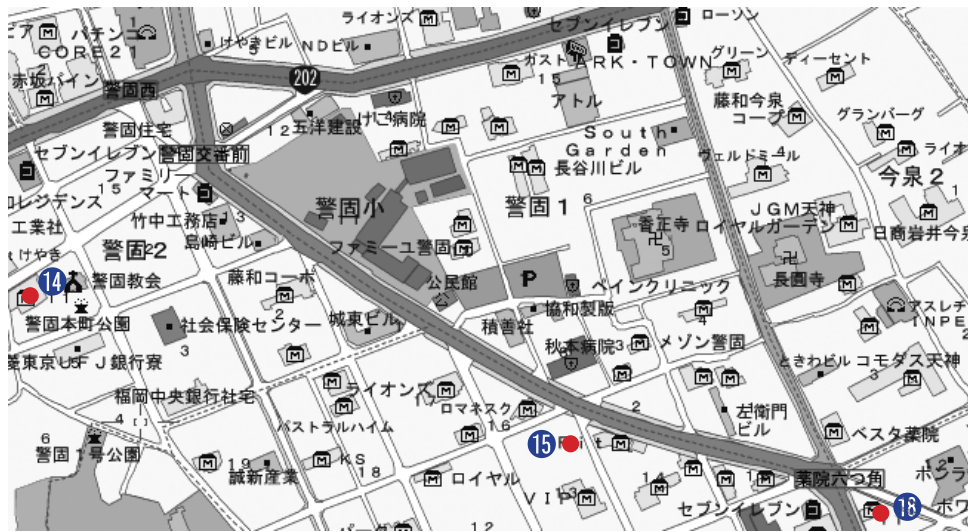 ライオンズ
セブンイレブン
ローソン
パチンコ
CORE21
けやきビル
NDビル
ガスト
PARK・TOWN
グリーン
ディーセント
赤坂パイン
警固西
202
15
アトル
藤和今泉
コープ
グランバーグ
警固住宅
12
五洋建設
けご病院
14
South
Garden
セブンイレブン
警固交番前
長谷川ビル
ヴェルドミール
4
今泉2
ファミリー
マート
15
レジデンス
竹中工務店
13
警固小
11
警固1
6
香正寺
5
JGM天神
ロイヤルガーデン
1
日商岩井今泉
工業社
警固2
島崎ビル
ファミーユ警固
けやき
14
警固教会
11
藤和コーポ
2
公民館
P
ペインクリニック
長圓寺
協和製版
4
警固本町公園
社会保険センター
3
城東ビル
1
積善社
秋本病院
3
メゾン警固
ときわビル
コモダス天神
3
東京UFJ銀行寮
5
福岡中央銀行社宅
4
ライオンズ
17
ロマネスク
16
2
左衛門
ビル
パストラルハイム
15
ベスタ薬院
6
警固1号公園
19
誠新産業
KS
18
ロイヤル
14
薬院六つ角
VIP
13
12
セブンイレブン
18
2